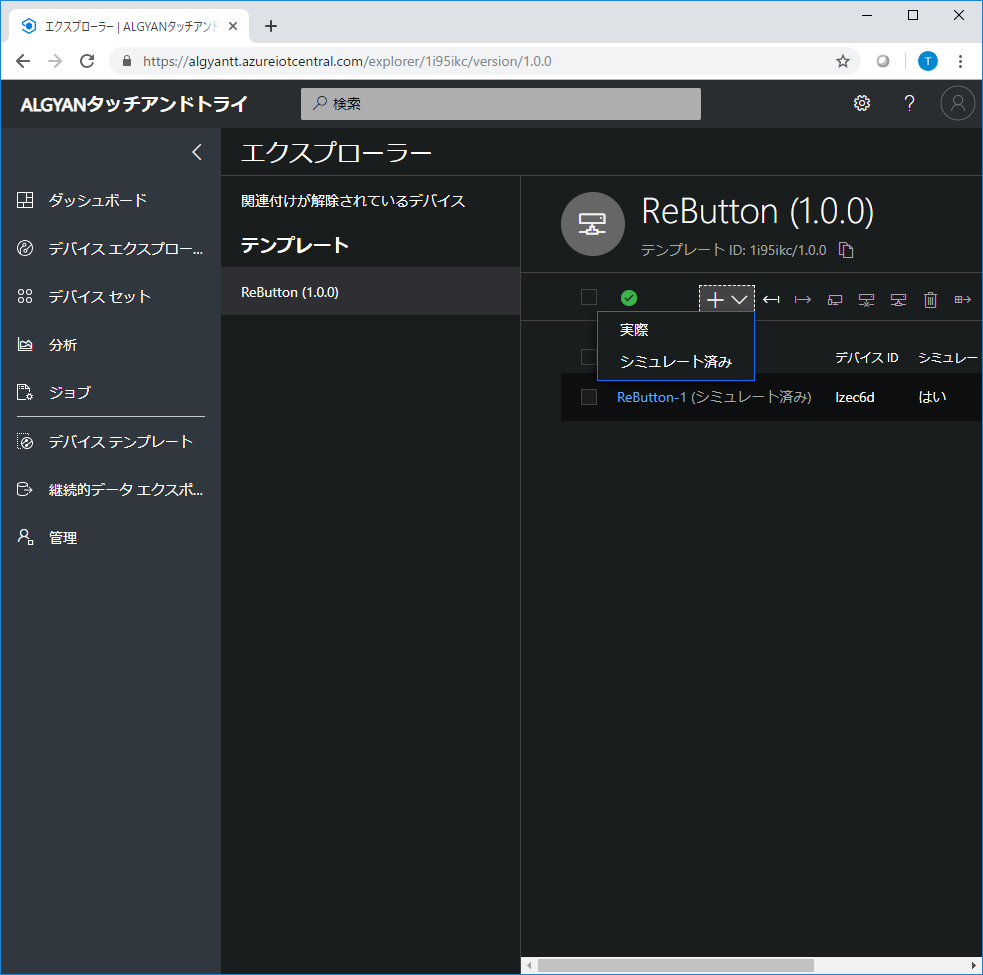 エクスプローラー | ALGYANタッチアンド
https://algyantt.azureiotcentral.com/explorer/1i95ikc/version/1.0.0
T
ALGYANタッチアンドトライ
検索
?
エクスプローラー
ダッシュボード
デバイス エクスプロー...
デバイス セット
分析
ジョブ
デバイス テンプレート
継続的データ エクスポ...
管理
関連付けが解除されているデバイス
テンプレート
ReButton (1.0.0)
ReButton (1.0.0)
テンプレート ID: 1i95ikc/1.0.0
実際
シミュレート済み
デバイス ID シミュレー
ReButton-1 (シミュレート済み) lzec6d はい